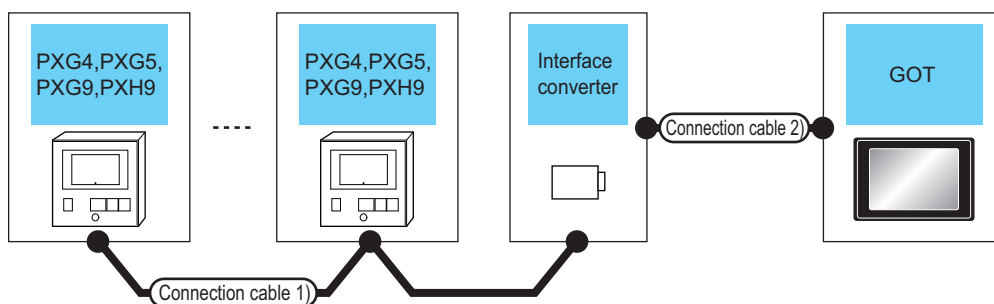 PXG4,PXG5,
PXG9,PXH9
PXG4,PXG5,
PXG9,PXH9
Interface
converter
GOT
Connection cable 2)
Connection cable 1)